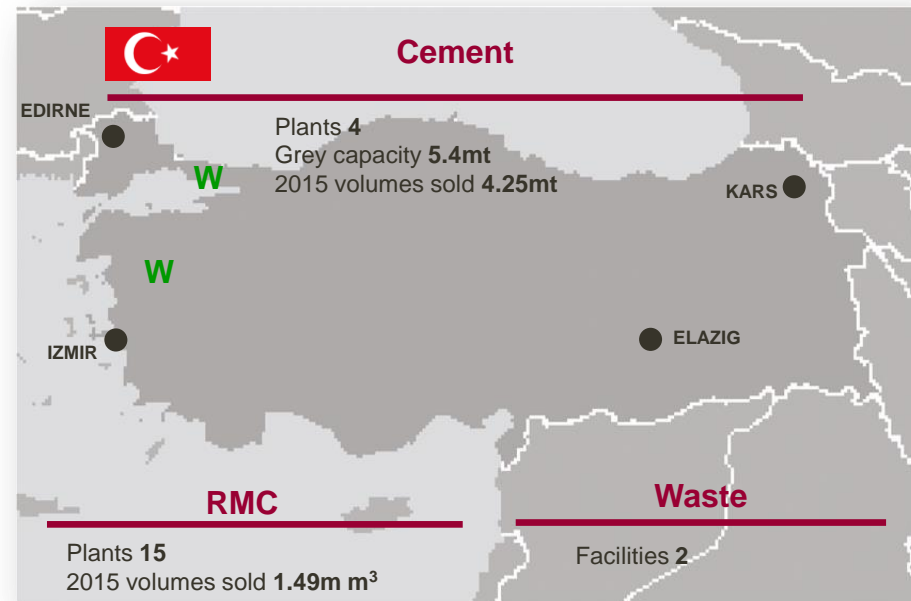 Cement
EDIRNE
Plants 4
Grey capacity 5.4mt
2015 volumes sold 4.25mt
W
KARS
W
IZMIR
ELAZIG
RMC
Plants 15
2015 volumes sold 1.49m m³
Waste
Facilities 2